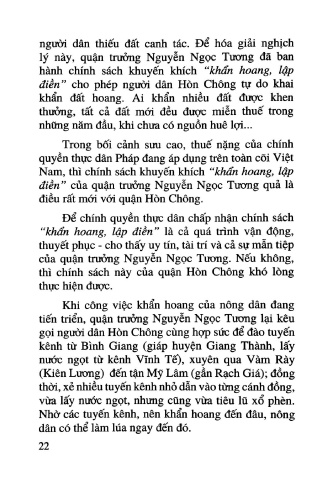 người dân thiếu đất canh tác. Để hóa giải nghịch
lý này, quận trưởng Nguyễn Ngọc Tương đã ban
hành chính sách khuyến khích “khẩn hoang, lập
điền” cho phép người dân Hòn Chông tự do khai
khẩn đất hoang. Ai khẩn nhiều đất được khen
thưởng, tất cả đất mới đều được miễn thuế trong
những năm đầu, khi chưa có nguồn huê lợi...
Trong bối cảnh sưu cao, thuế nặng của chính
quyền thực dân Pháp đang áp dụng trên toàn cõi Việt
Nam, thì chính sách khuyến khích “khẩn hoang, lập
điền” của quận trưởng Nguyễn Ngọc Tương quả là
điều rất mới với quận Hòn Chông.
Để chính quyền thực dân chấp nhận chính sách
“khẩn hoang, lập điền” là cả quá trình vận động,
thuyết phục - cho thấy uy tín, tài trí và cả sự mẫn tiệp
của quận trưởng Nguyễn Ngọc Tương. Nếu không,
thì chính sách này của quận Hòn Chông khó lòng
thực hiện được.
Khi công việc khẩn hoang của nông dân đang
tiến triển, quận trưởng Nguyễn Ngọc Tương lại kêu
gọi người dân Hòn Chông cùng hợp sức để đào tuyến
kênh từ Bình Giang (giáp huyện Giang Thành, lấy
nước ngọt từ kênh Vĩnh Tế), xuyên qua Vàm Rầy
(Kiên Lương) đến tận Mỹ Lâm (gần Rạch Giá); đồng
thời, xẻ nhiều tuyến kênh nhỏ dẫn vào từng cánh đồng,
vừa lấy nước ngọt, nhưng cũng vừa tiêu lũ xổ phèn.
Nhờ các tuyến kênh, nên khẩn hoang đến đâu, nông
dân có thể làm lúa ngay đến đó.
22